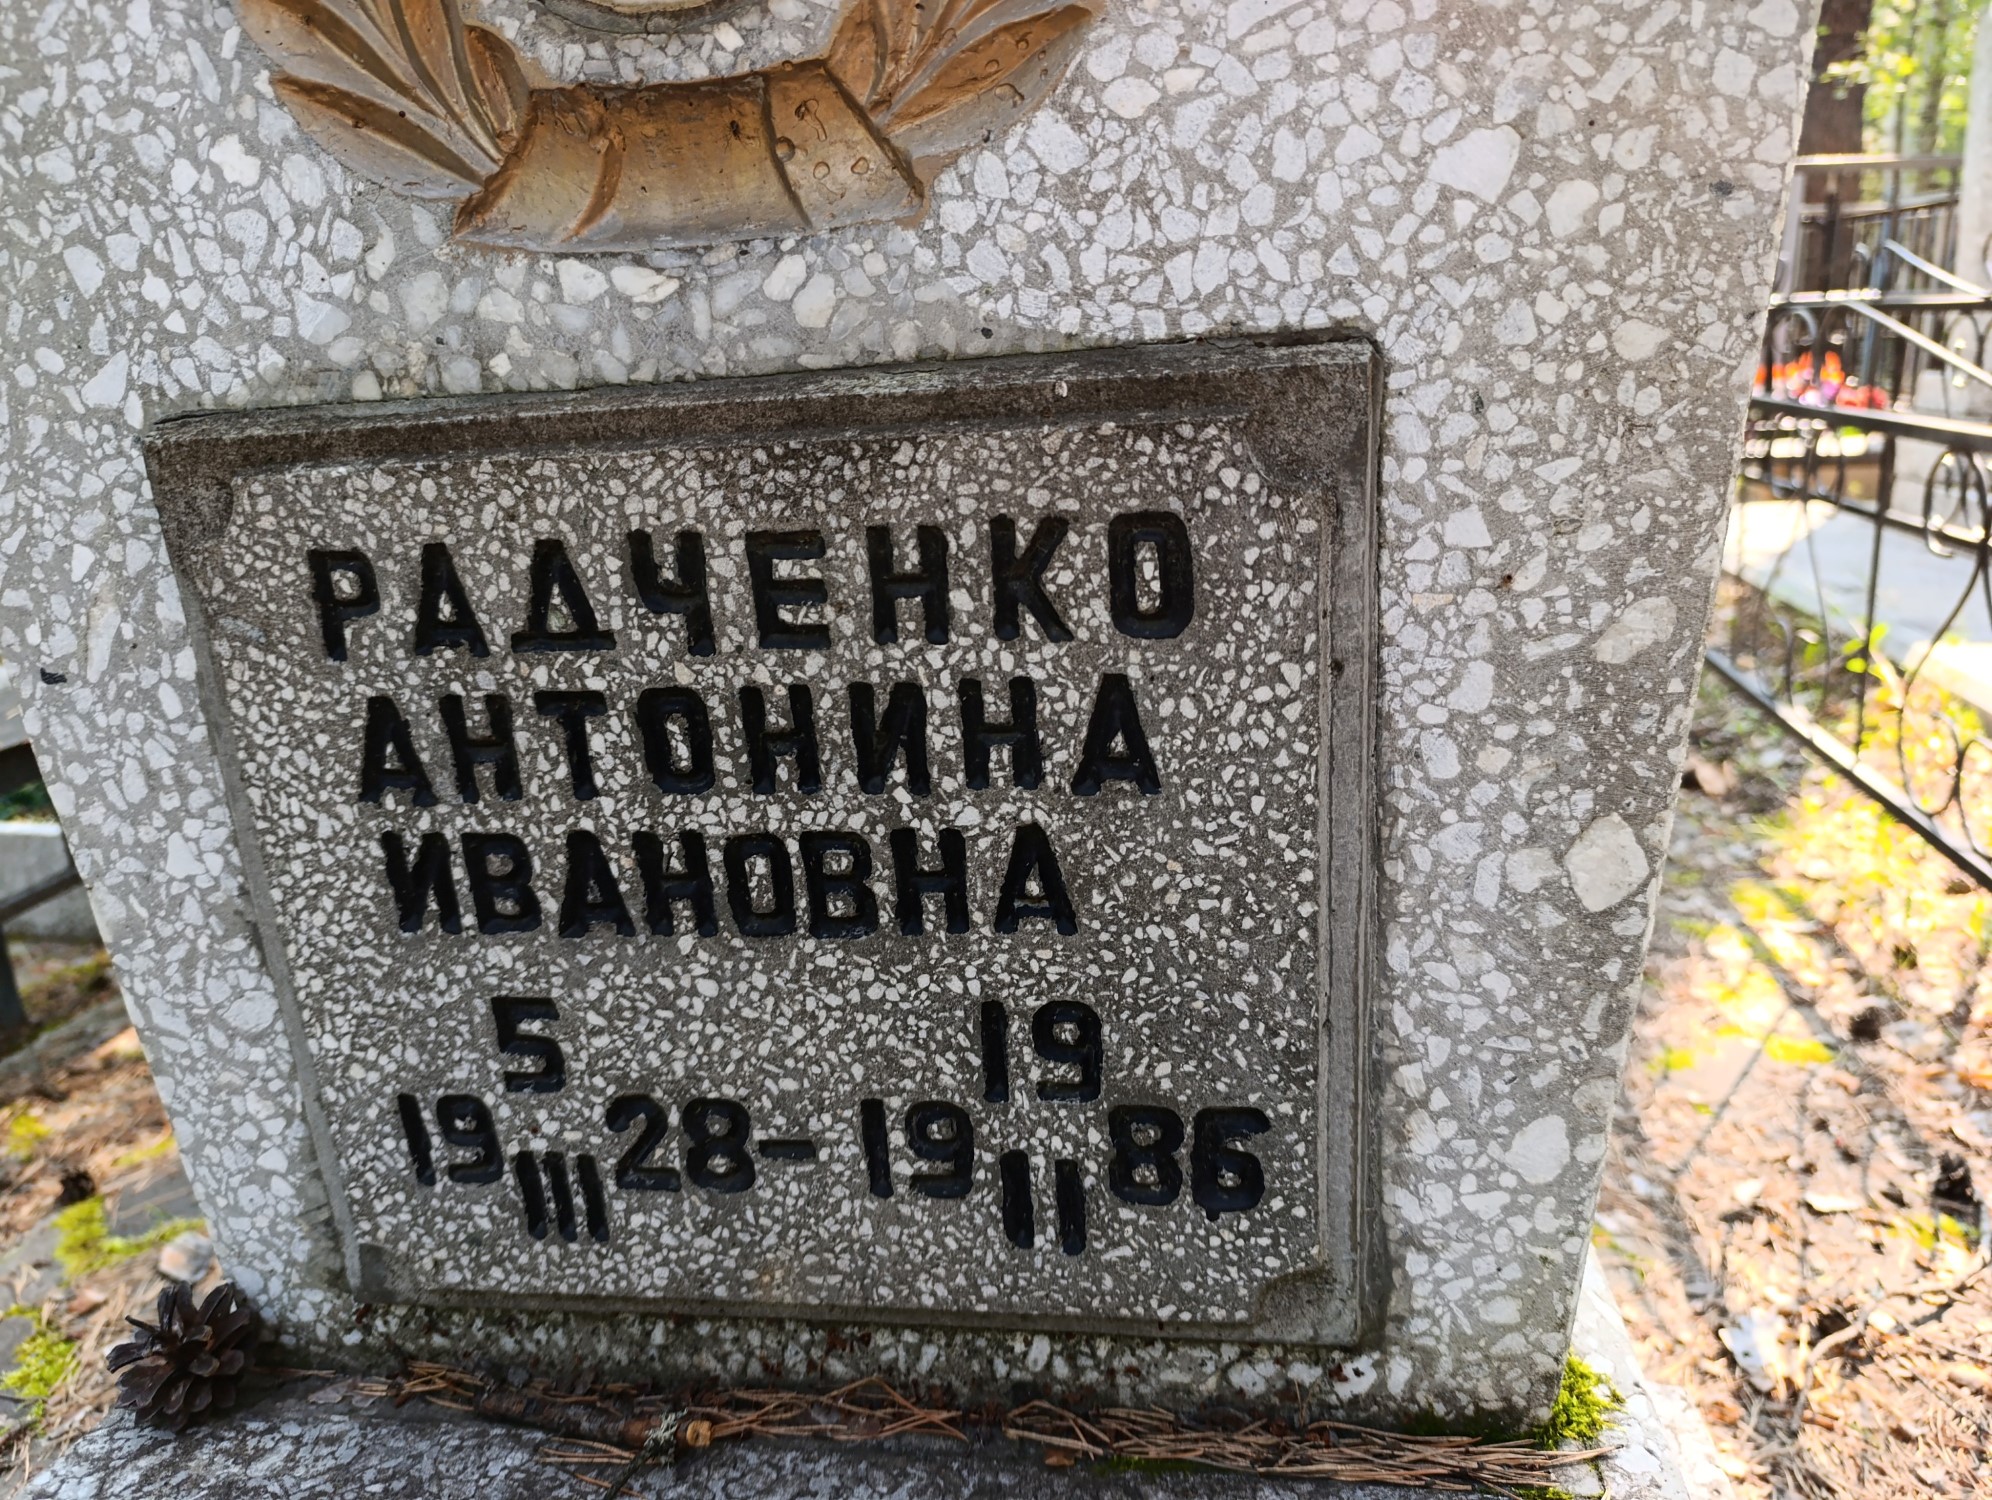 РАДЧЕНКО
АНТОНИНА
ИВАНОВНА
5 19
19 28 - 19 86
III II